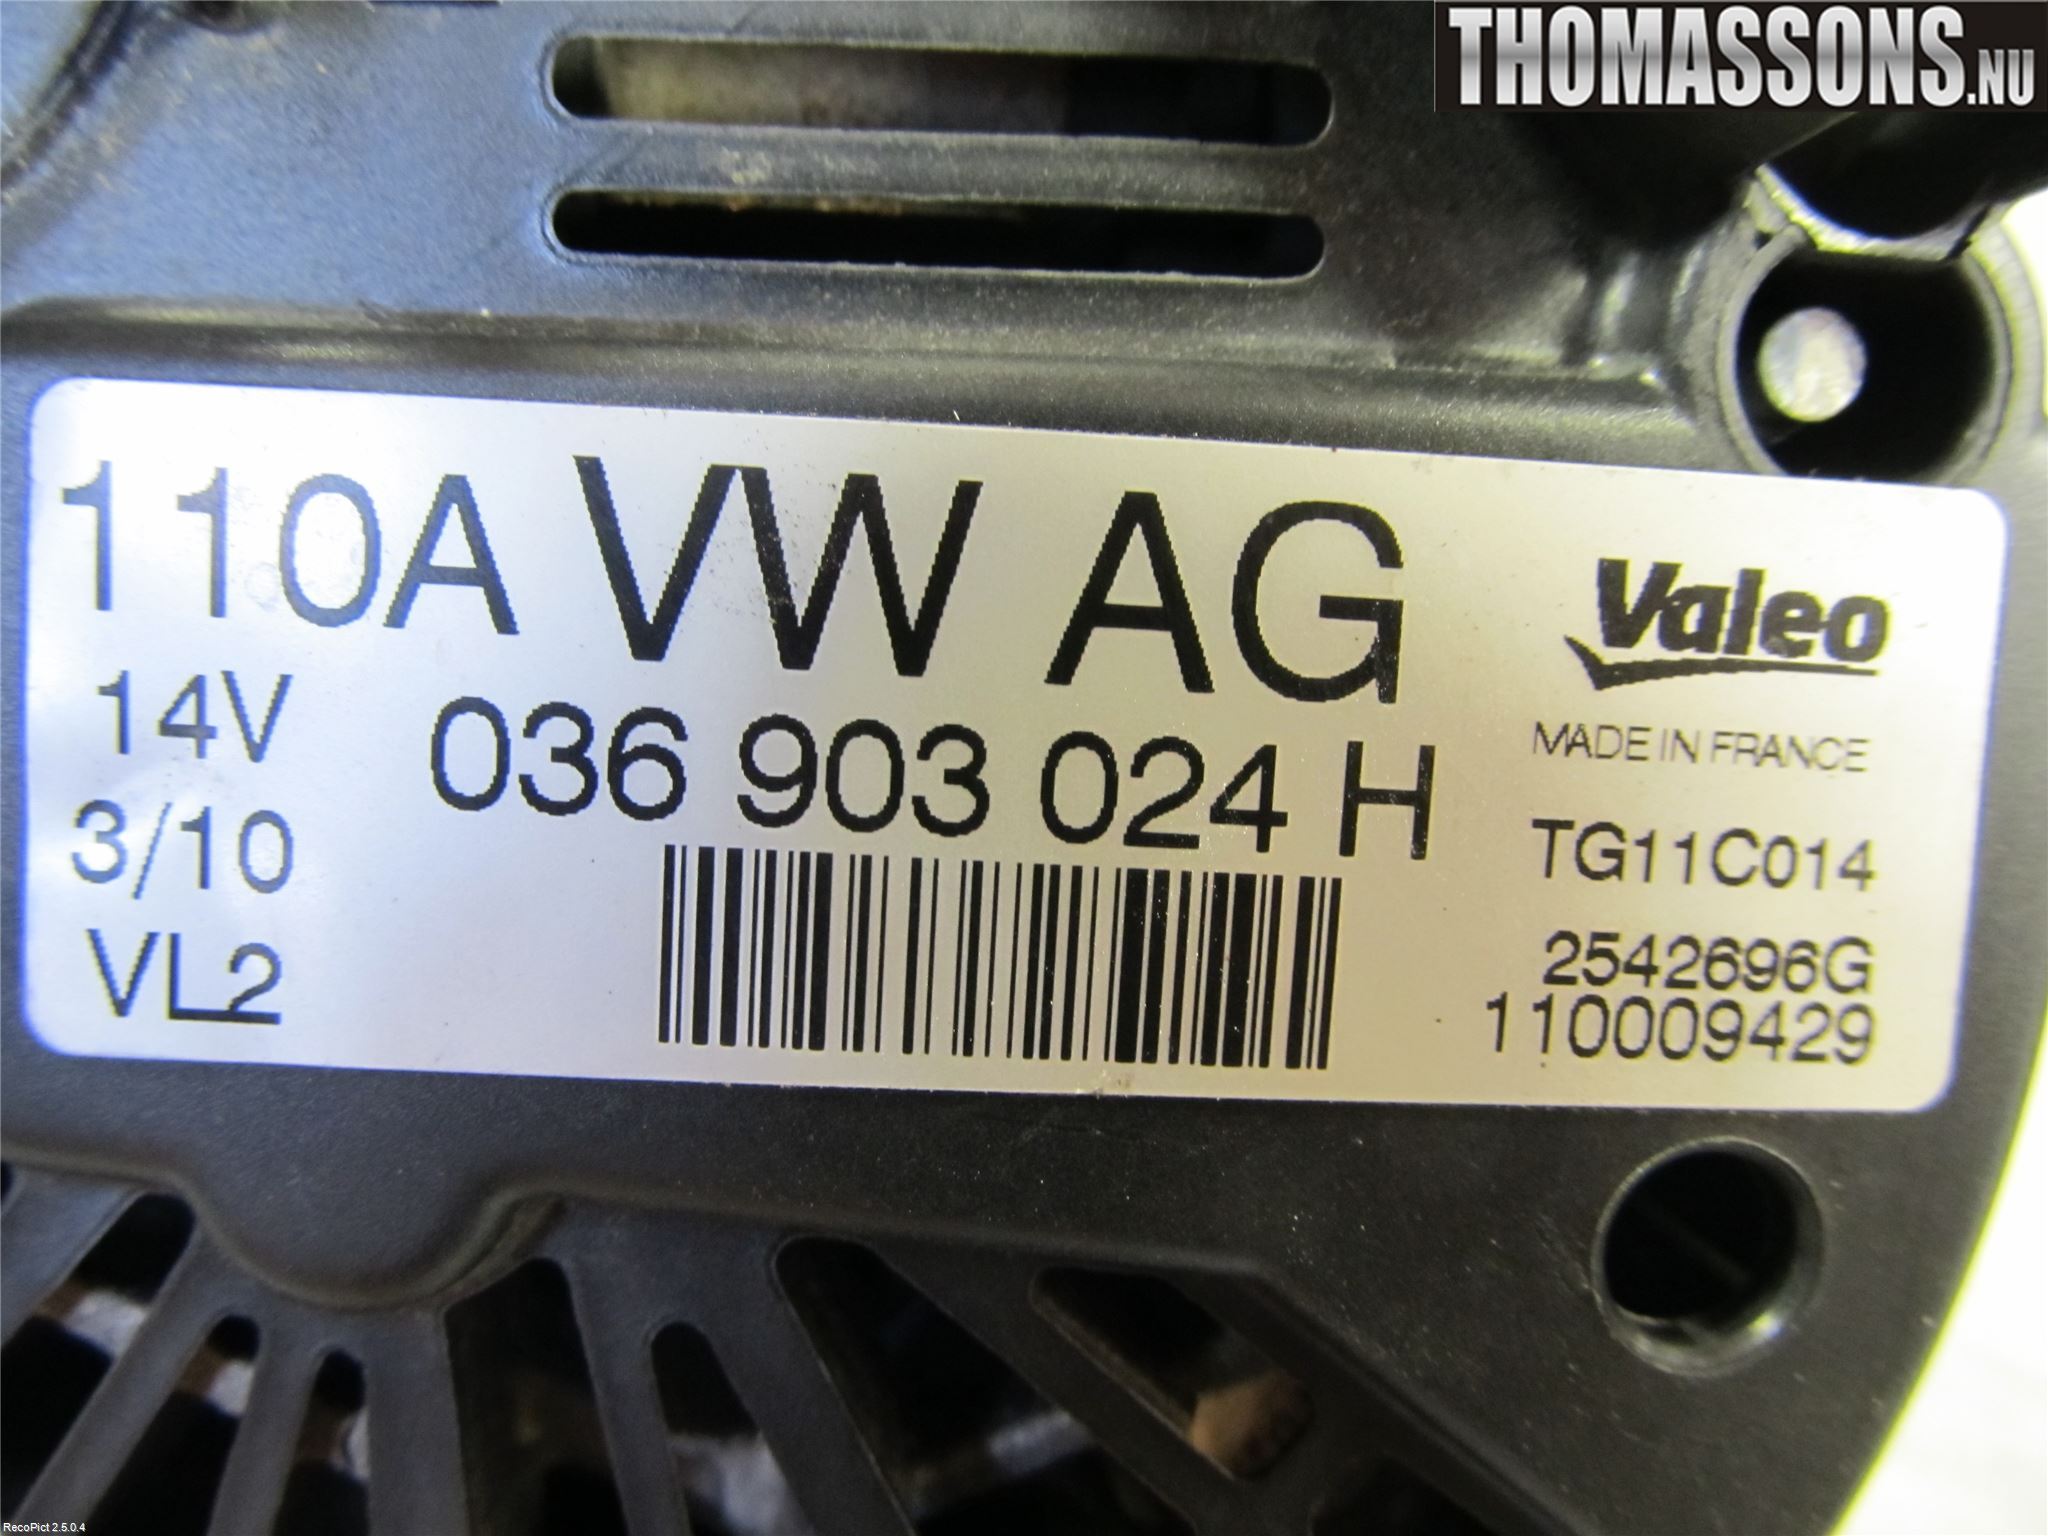 THOMASSONS.NU
110A VW AG
Valeo
14V
036 903 024 H
MADE IN FRANCE
3/10
TG11C014
VL2
2542696G
110009429
RecoPict 2.5.0.4